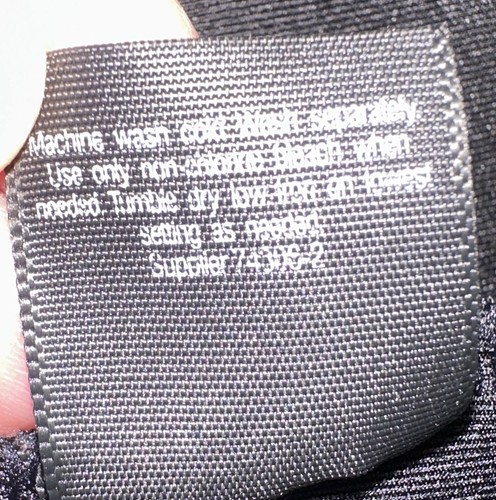 Machine wash cold Wash separately
Use only non-chlorine bleach when
needed Tumble dry low Iron on lowest
setting as needed
Supplier